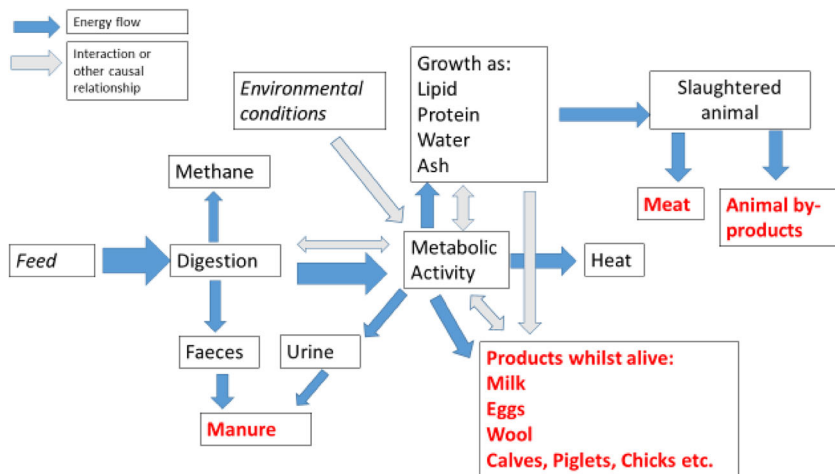 Energy flow
Interaction or
other causal
relationship
Environmental
conditions
Growth as:
Lipid
Protein
Water
Ash
Slaughtered
animal
Methane
Meat
Animal by-
products
Feed
Digestion
Metabolic
Activity
Heat
Faeces
Urine
Products whilst alive:
Milk
Eggs
Wool
Calves, Piglets, Chicks etc.
Manure